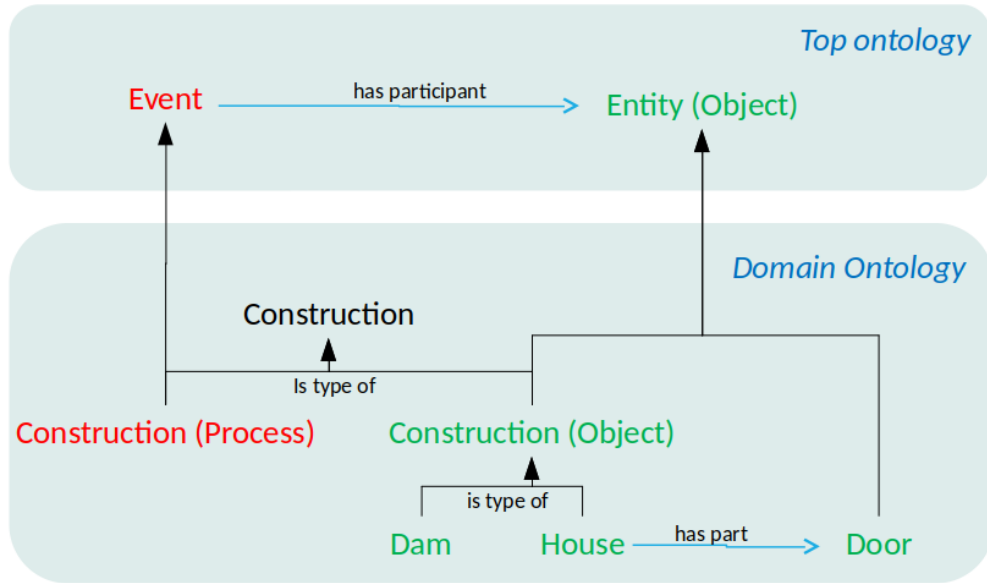 Top ontology
Event
has participant
Entity (Object)
Domain Ontology
Construction
Is type of
Construction (Process)
Construction (Object)
is type of
Dam
House
has part
Door